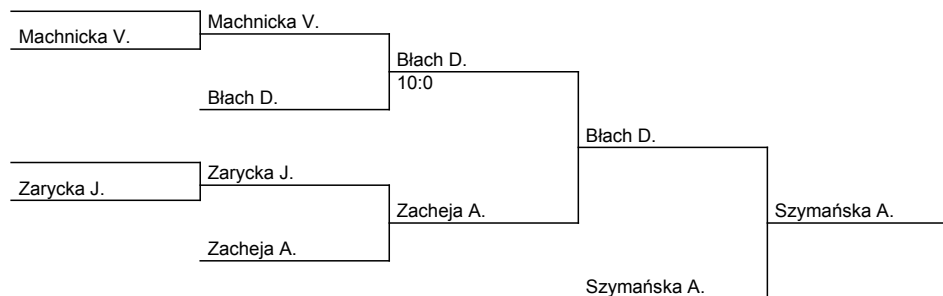 Machnicka V.
Machnicka V.
Błach D.
10:0
Błach D.
Błach D.
Zarycka J.
Zarycka J.
Zacheja A.
Szymańska A.
Zacheja A.
Szymańska A.